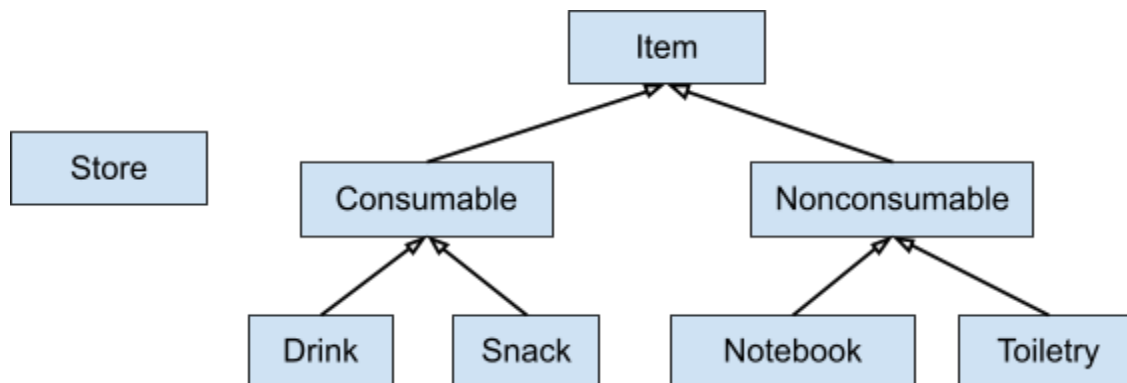 Item
Store
Consumable
Nonconsumable
Drink
Snack
Notebook
Toiletry